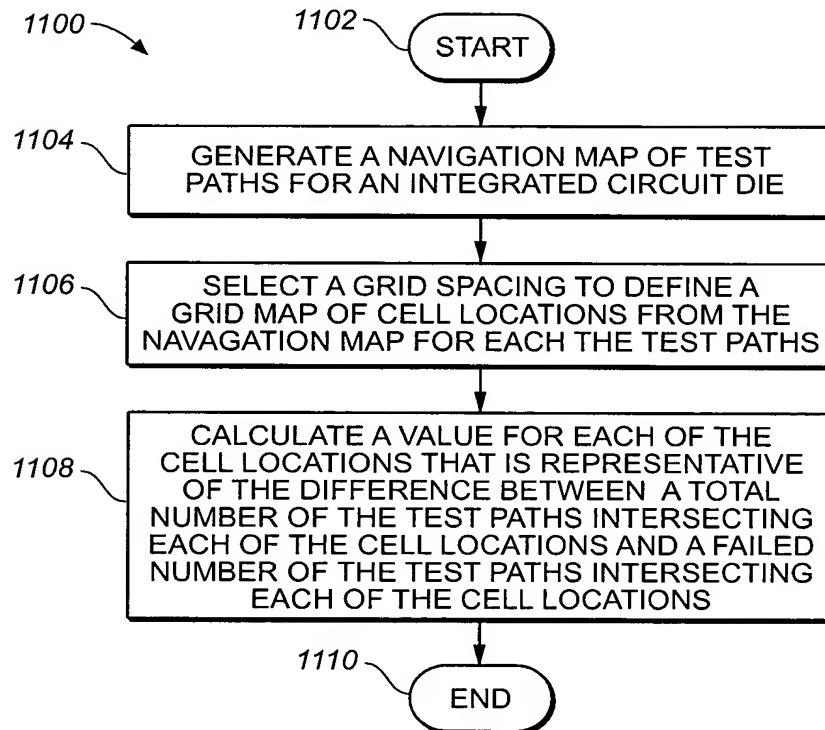 1100
1102
START
1104
GENERATE A NAVIGATION MAP OF TEST
PATHS FOR AN INTEGRATED CIRCUIT DIE
1106
SELECT A GRID SPACING TO DEFINE A
GRID MAP OF CELL LOCATIONS FROM THE
NAVAGATION MAP FOR EACH THE TEST PATHS
1108
CALCULATE A VALUE FOR EACH OF THE
CELL LOCATIONS THAT IS REPRESENTATIVE
OF THE DIFFERENCE BETWEEN A TOTAL
NUMBER OF THE TEST PATHS INTERSECTING
EACH OF THE CELL LOCATIONS AND A FAILED
NUMBER OF THE TEST PATHS INTERSECTING
EACH OF THE CELL LOCATIONS
1110
END